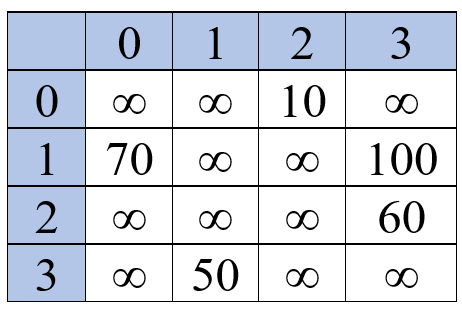 0 1 2 3
0 ∞ ∞ 10 ∞
1 70 ∞ ∞ 100
2 ∞ ∞ ∞ 60
3 ∞ 50 ∞ ∞